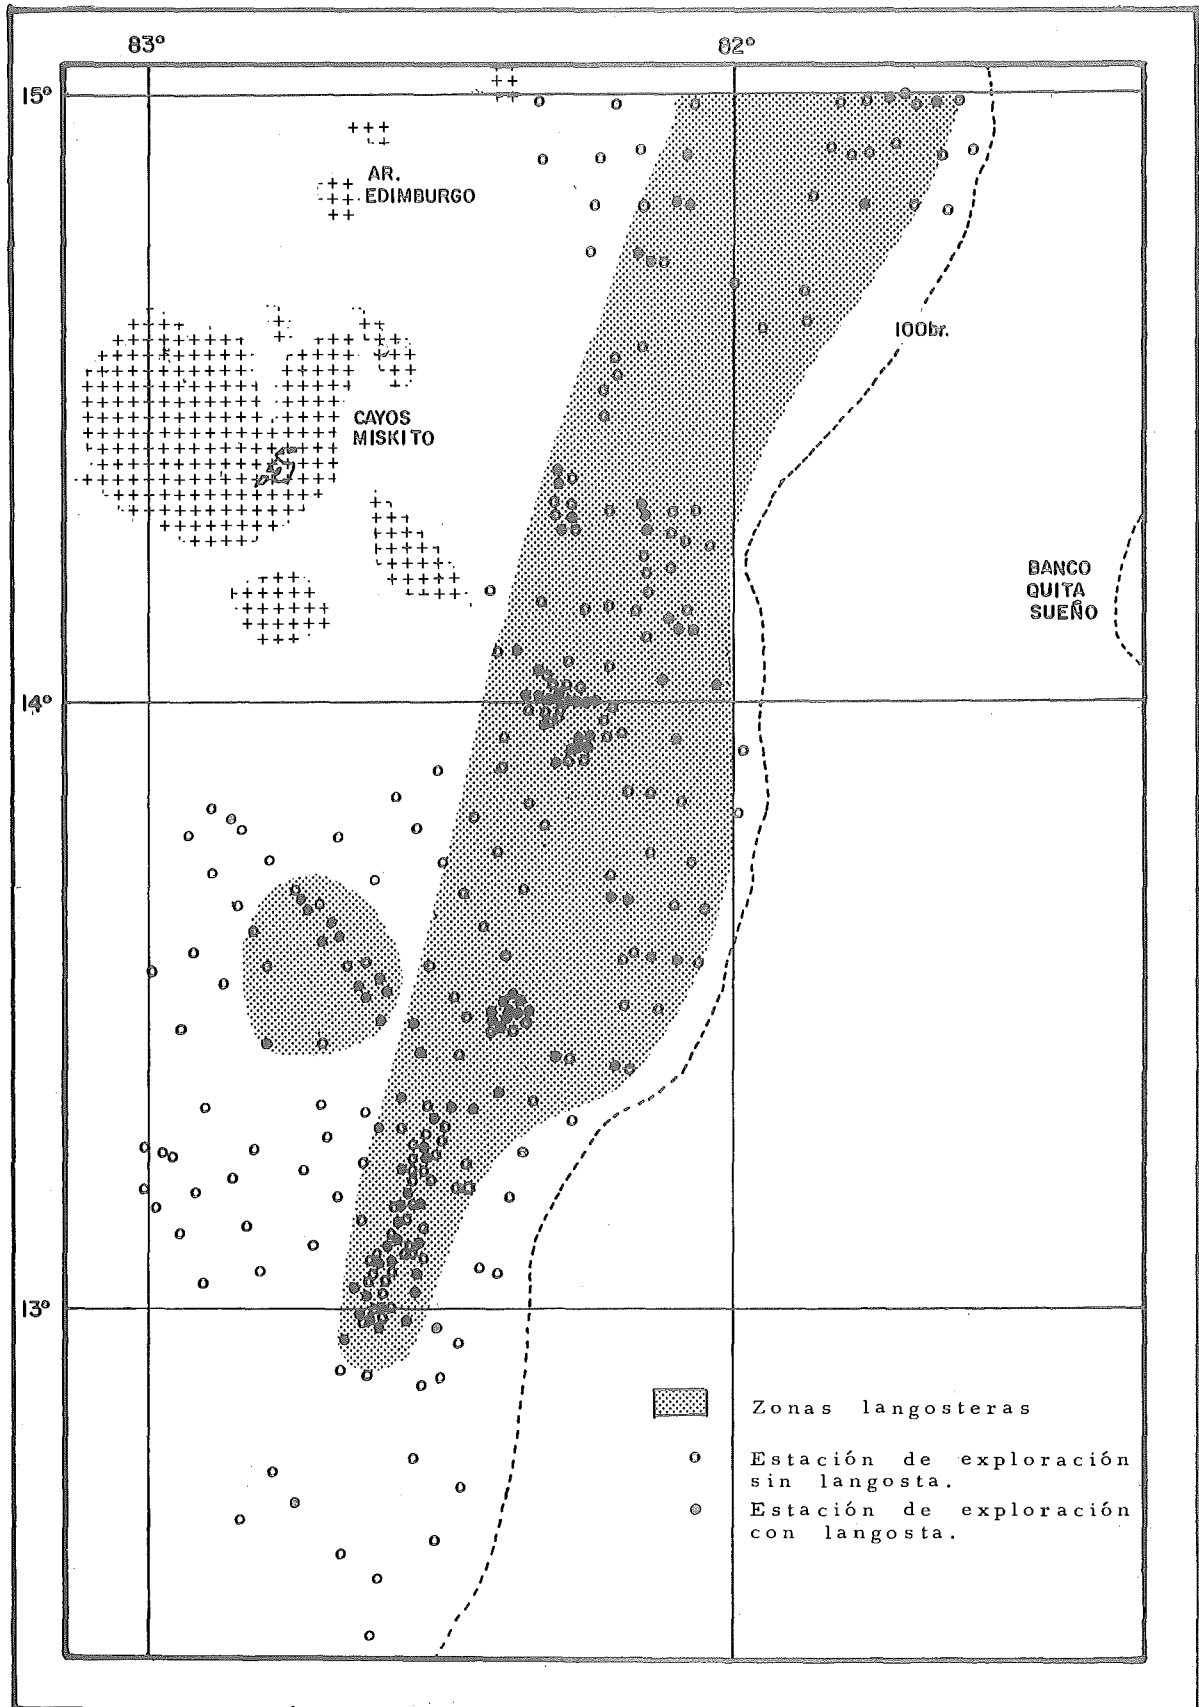 83°
82°
15°
AR.
EDIMBURGO
100br.
CAYOS
MISKITO
BANCO
QUITA
SUEÑO
14°
13°
Zonas langosteras
Estación de exploración
sin langosta.
Estación de exploración
con langosta.